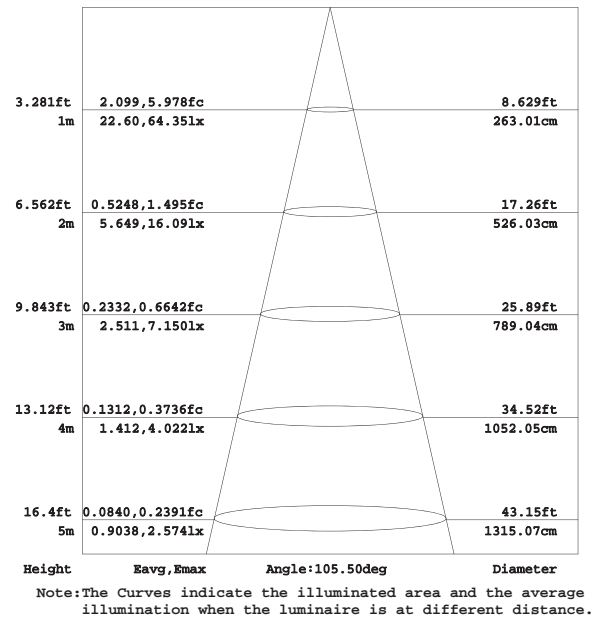 3.281ft 2.099,5.978fc 8.629ft
1m 22.60,64.35lx 263.01cm
6.562ft 0.5248,1.495fc 17.26ft
2m 5.649,16.09lx 526.03cm
9.843ft 0.2332,0.6642fc 25.89ft
3m 2.511,7.150lx 789.04cm
13.12ft 0.1312,0.3736fc 34.52ft
4m 1.412,4.022lx 1052.05cm
16.4ft 0.0840,0.2391fc 43.15ft
5m 0.9038,2.574lx 1315.07cm
Height Eavg,Emax Angle:105.50deg Diameter
Note:The Curves indicate the illuminated area and the average
illumination when the luminaire is at different distance.